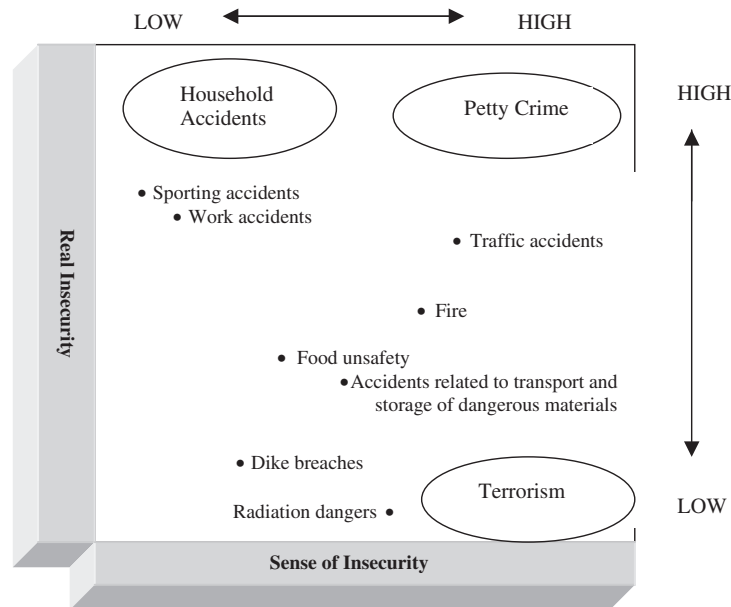 LOW
HIGH
Household
Accidents
Petty Crime
HIGH
• Sporting accidents
• Work accidents
• Traffic accidents
Real Insecurity
• Fire
• Food unsafety
•Accidents related to transport and
storage of dangerous materials
• Dike breaches
Terrorism
Radiation dangers •
LOW
Sense of Insecurity